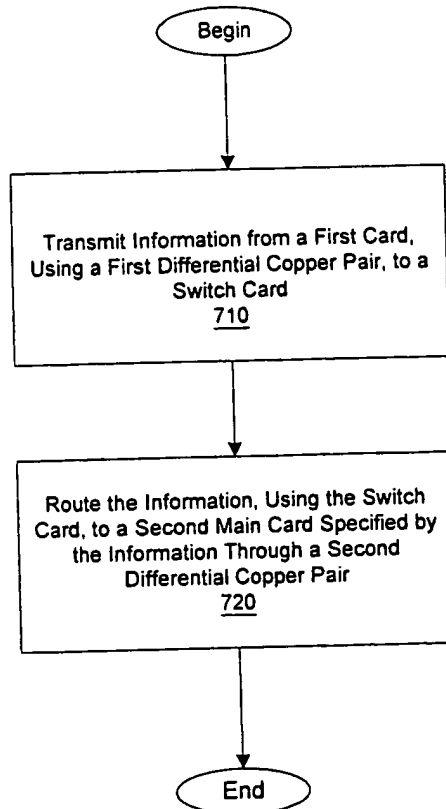 Begin
Transmit Information from a First Card,
Using a First Differential Copper Pair, to a
Switch Card
710
Route the Information, Using the Switch
Card, to a Second Main Card Specified by
the Information Through a Second
Differential Copper Pair
720
End